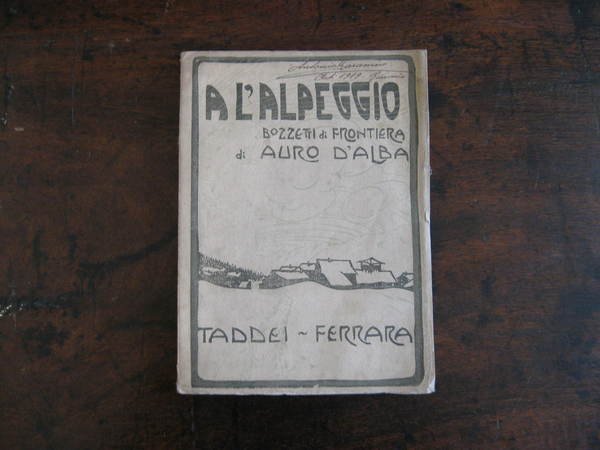 A L'ALPEGGIO
BOZZETTI di FRONTIERA
di AURO D'ALBA
TADDEI ~ FERRARA